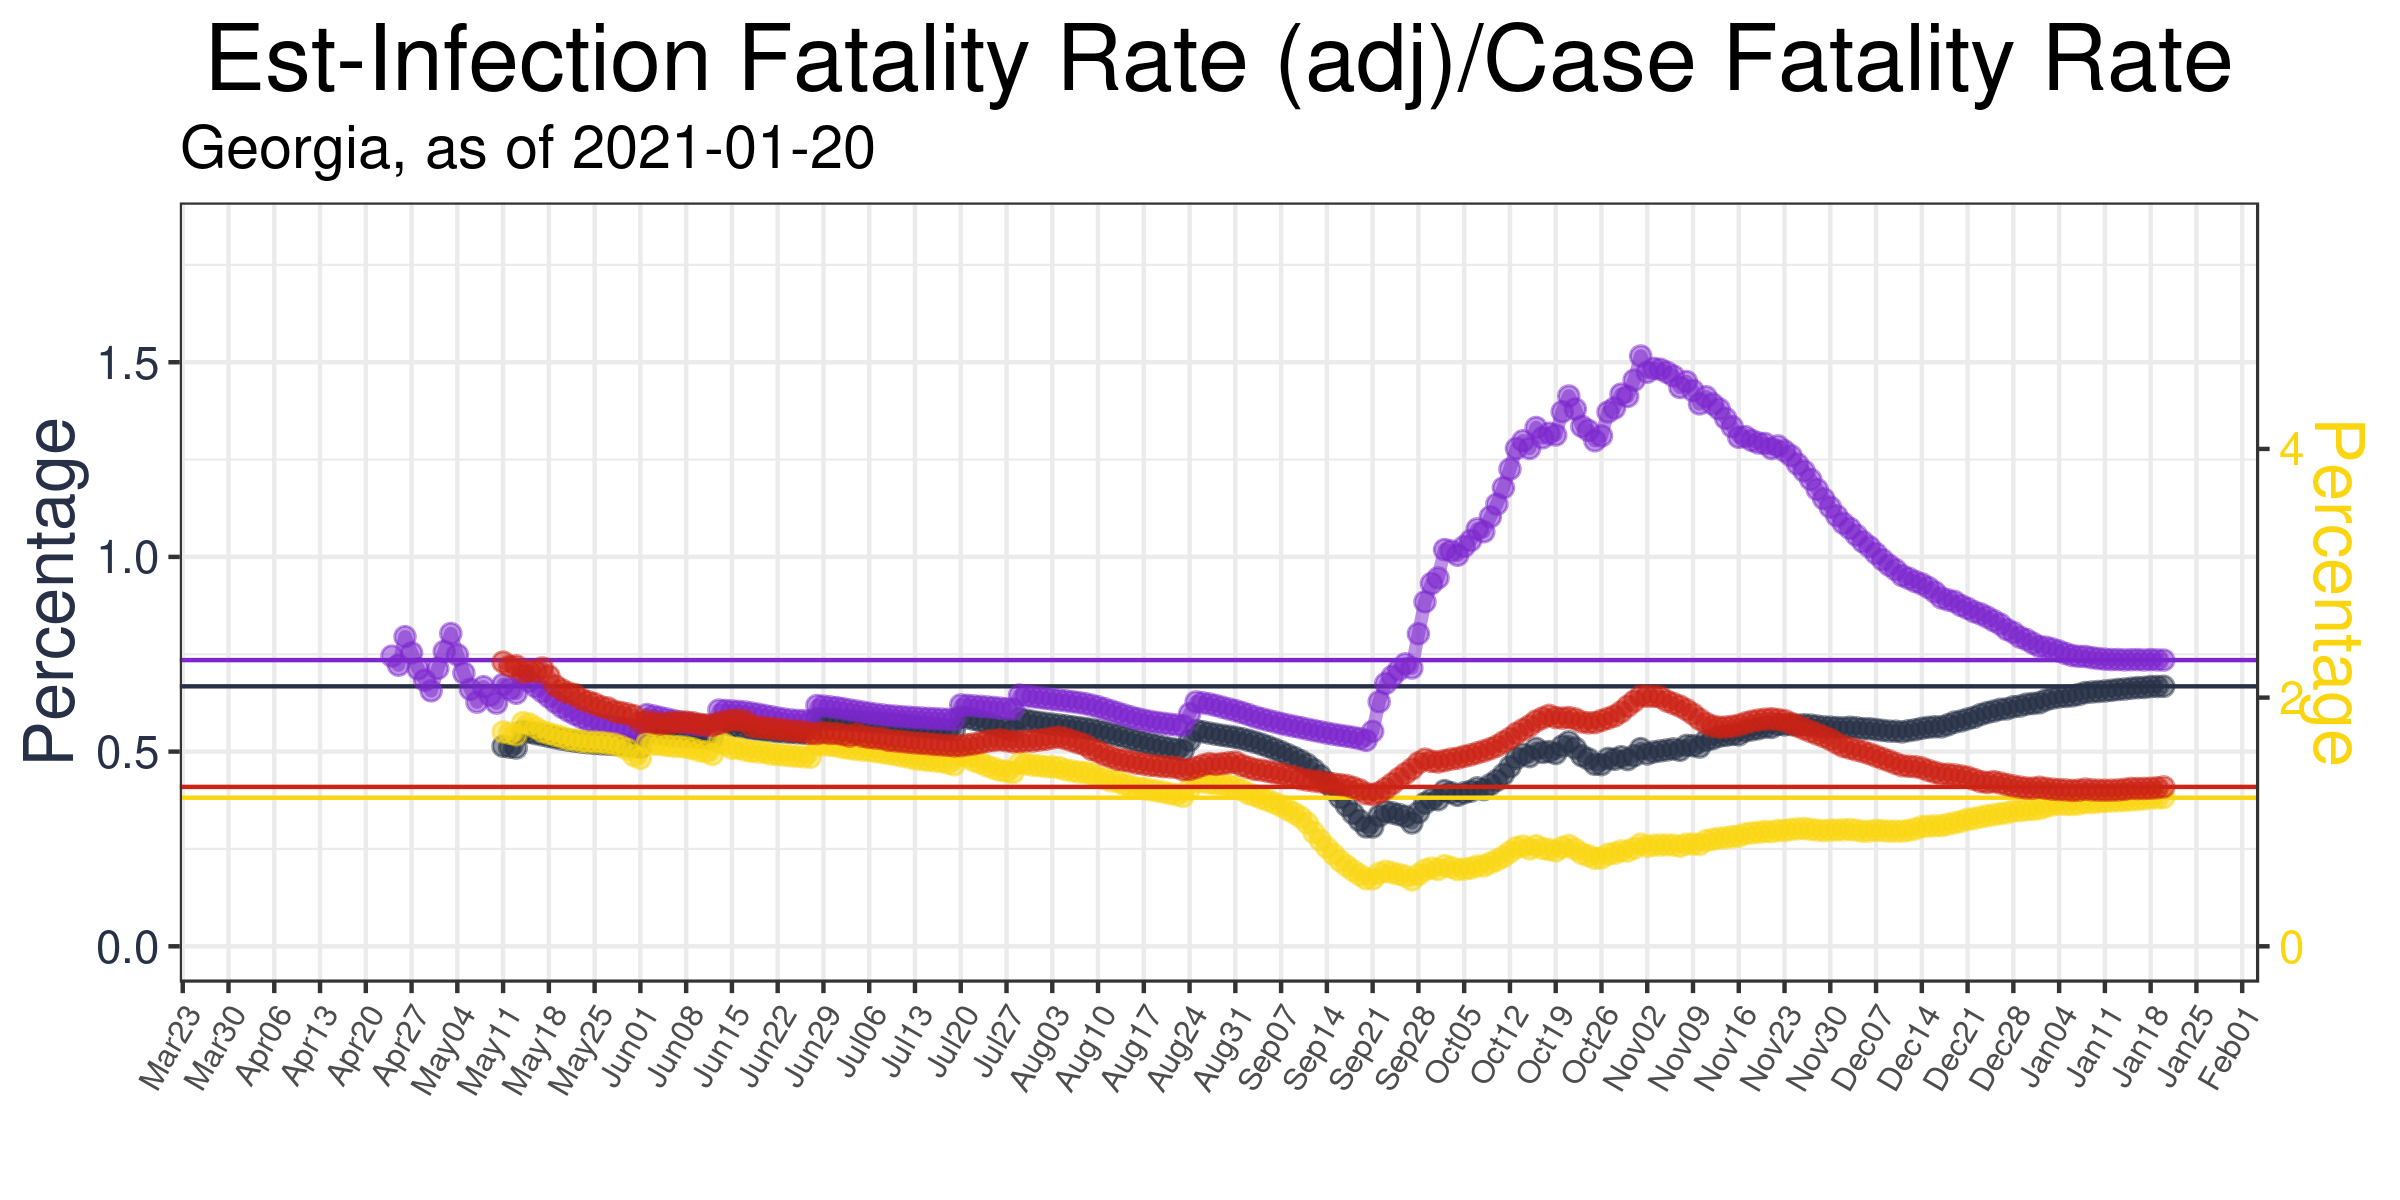 Est-Infection Fatality Rate (adj)/Case Fatality Rate
Georgia, as of 2021-01-20
Percentage
1.5
1.0
0.5
0.0
Percentage
4
2
0
Mar23 Mar30 Apr06 Apr13 Apr20 Apr27 May04 May11 May18 May25 Jun01 Jun08 Jun15 Jun22 Jun29 Jul06 Jul13 Jul20 Jul27 Aug03 Aug10 Aug17 Aug24 Aug31 Sep07 Sep14 Sep21 Sep28 Oct05 Oct12 Oct19 Oct26 Nov02 Nov09 Nov16 Nov23 Nov30 Dec07 Dec14 Dec21 Dec28 Jan04 Jan11 Jan18 Jan25 Feb01